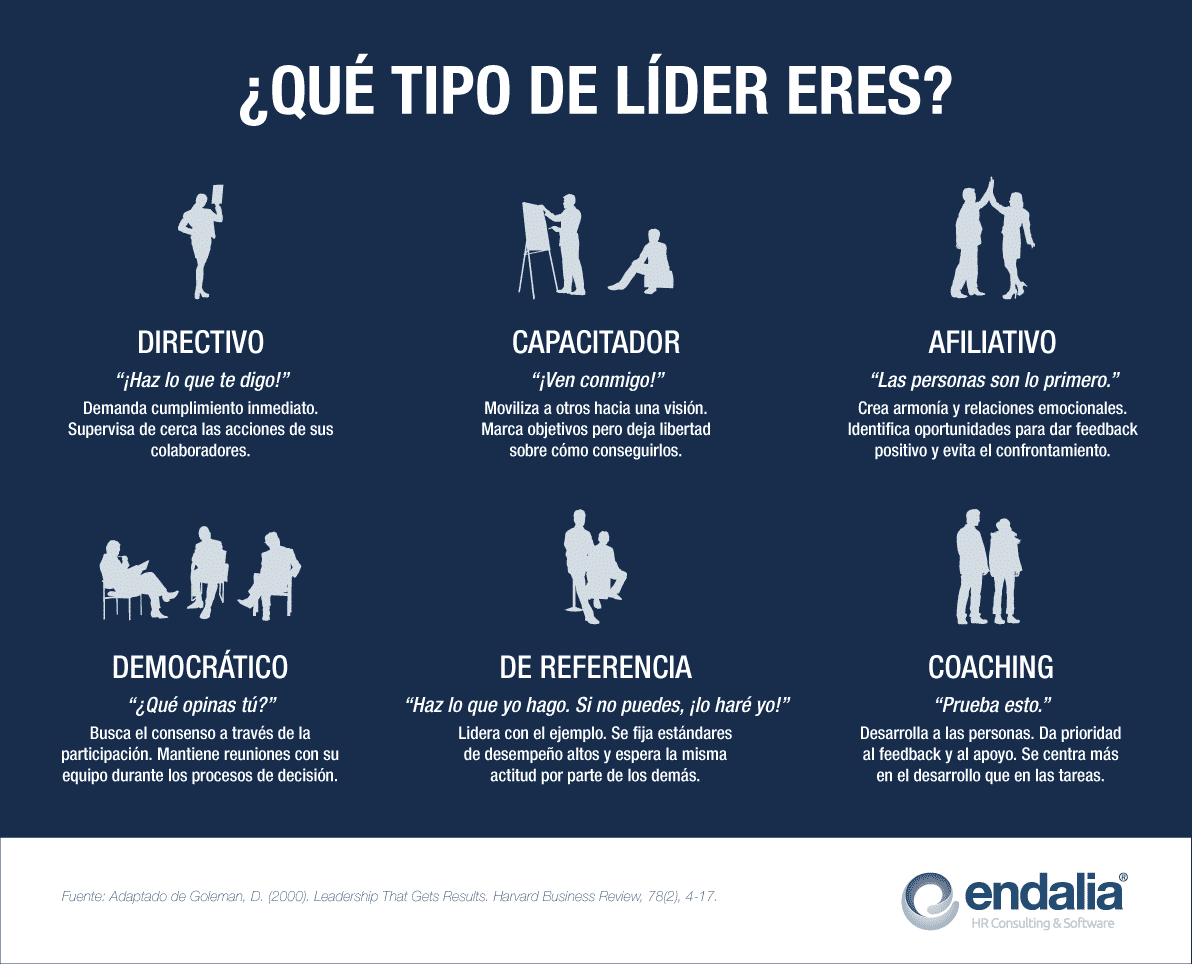 ¿QUÉ TIPO DE LÍDER ERES?
DIRECTIVO
“¡Haz lo que te digo!”
Demanda cumplimiento inmediato.
Supervisa de cerca las acciones de sus
colaboradores.
CAPACITADOR
“¡Ven conmigo!”
Moviliza a otros hacia una visión.
Marca objetivos pero deja libertad
sobre cómo conseguirlos.
AFILIATIVO
“Las personas son lo primero.”
Crea armonía y relaciones emocionales.
Identifica oportunidades para dar feedback
positivo y evita el confrontamiento.
DEMOCRÁTICO
“¿Qué opinas tú?”
Busca el consenso a través de la
participación. Mantiene reuniones con su
equipo durante los procesos de decisión.
DE REFERENCIA
“Haz lo que yo hago. Si no puedes, ¡lo haré yo!”
Lidera con el ejemplo. Se fija estándares
de desempeño altos y espera la misma
actitud por parte de los demás.
COACHING
“Prueba esto.”
Desarrolla a las personas. Da prioridad
al feedback y al apoyo. Se centra más
en el desarrollo que en las tareas.
Fuente: Adaptado de Goleman, D. (2000). Leadership That Gets Results. Harvard Business Review, 78(2), 4-17.
endalia®
HR Consulting & Software